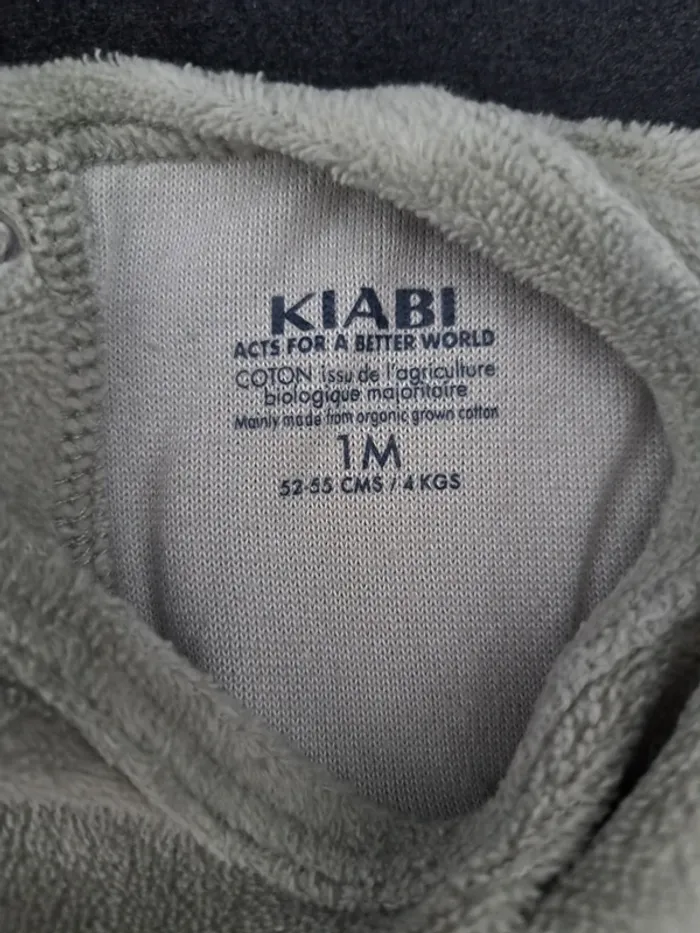 KIABI
ACTS FOR A BETTER WORLD
COTON issu de l'agriculture
biologique majoritaire
Mainly made from organic grown cotton
1M
52-55 CMS / 4 KGS